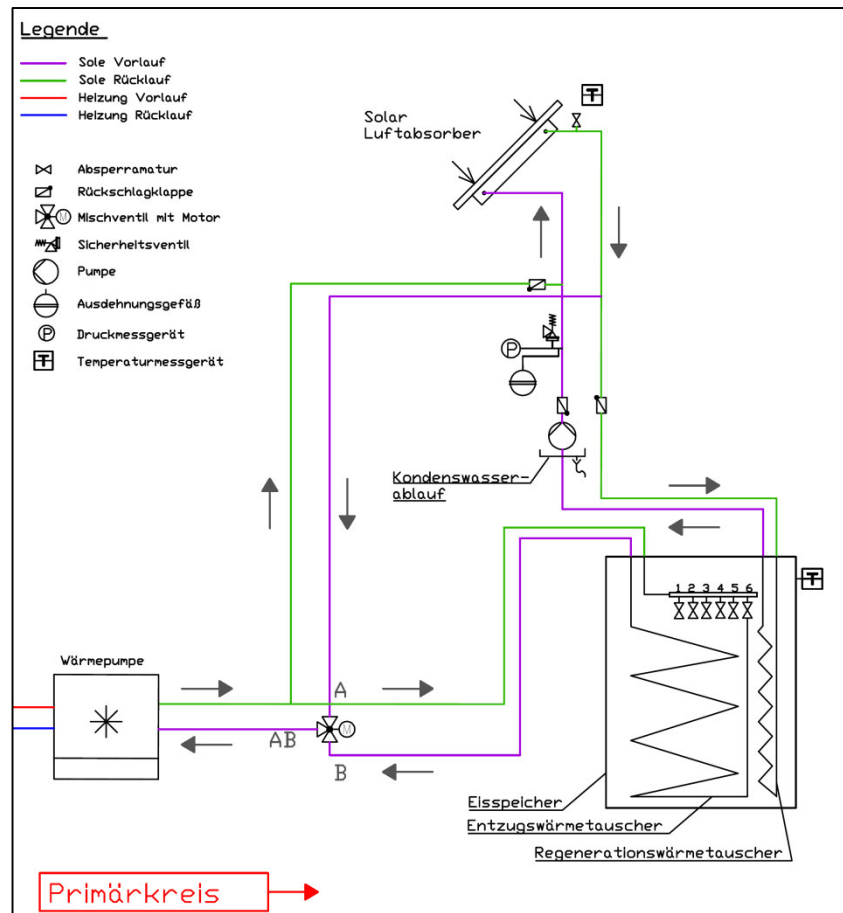 Legende
Sole Vorlauf
Sole Rücklauf
Heizung Vorlauf
Heizung Rücklauf
Absperramatur
Rückschlagklappe
M
Mischventil mit Motor
Sicherheitsventil
Pumpe
Ausdehnungsgefäß
P
Druckmessgerät
T
Temperaturmessgerät
T
Solar
Luftabsorber
P
Kondenswasser-
ablauf
T
1 2 3 4 5 6
Wärmepumpe
A
M
AB
B
Eisspeicher
Entzugswärmetauscher
Regenerationswärmetauscher
Primärkreis